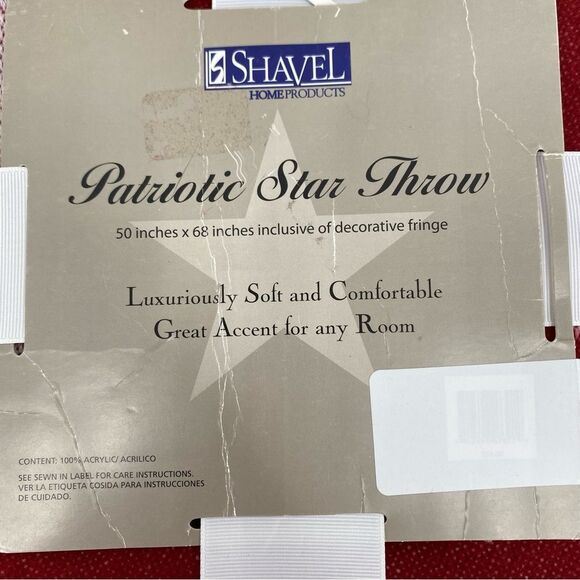 SHAVEL
HOME PRODUCTS
Patriotic Star Throw
50 inches x 68 inches inclusive of decorative fringe
Luxuriously Soft and Comfortable
Great Accent for any Room
CONTENT: 100% ACRYLIC/ ACRILICO
SEE SEWN IN LABEL FOR CARE INSTRUCTIONS.
VER LA ETIQUETA COSIDA PARA INSTRUCCIONES
DE CUIDADO.